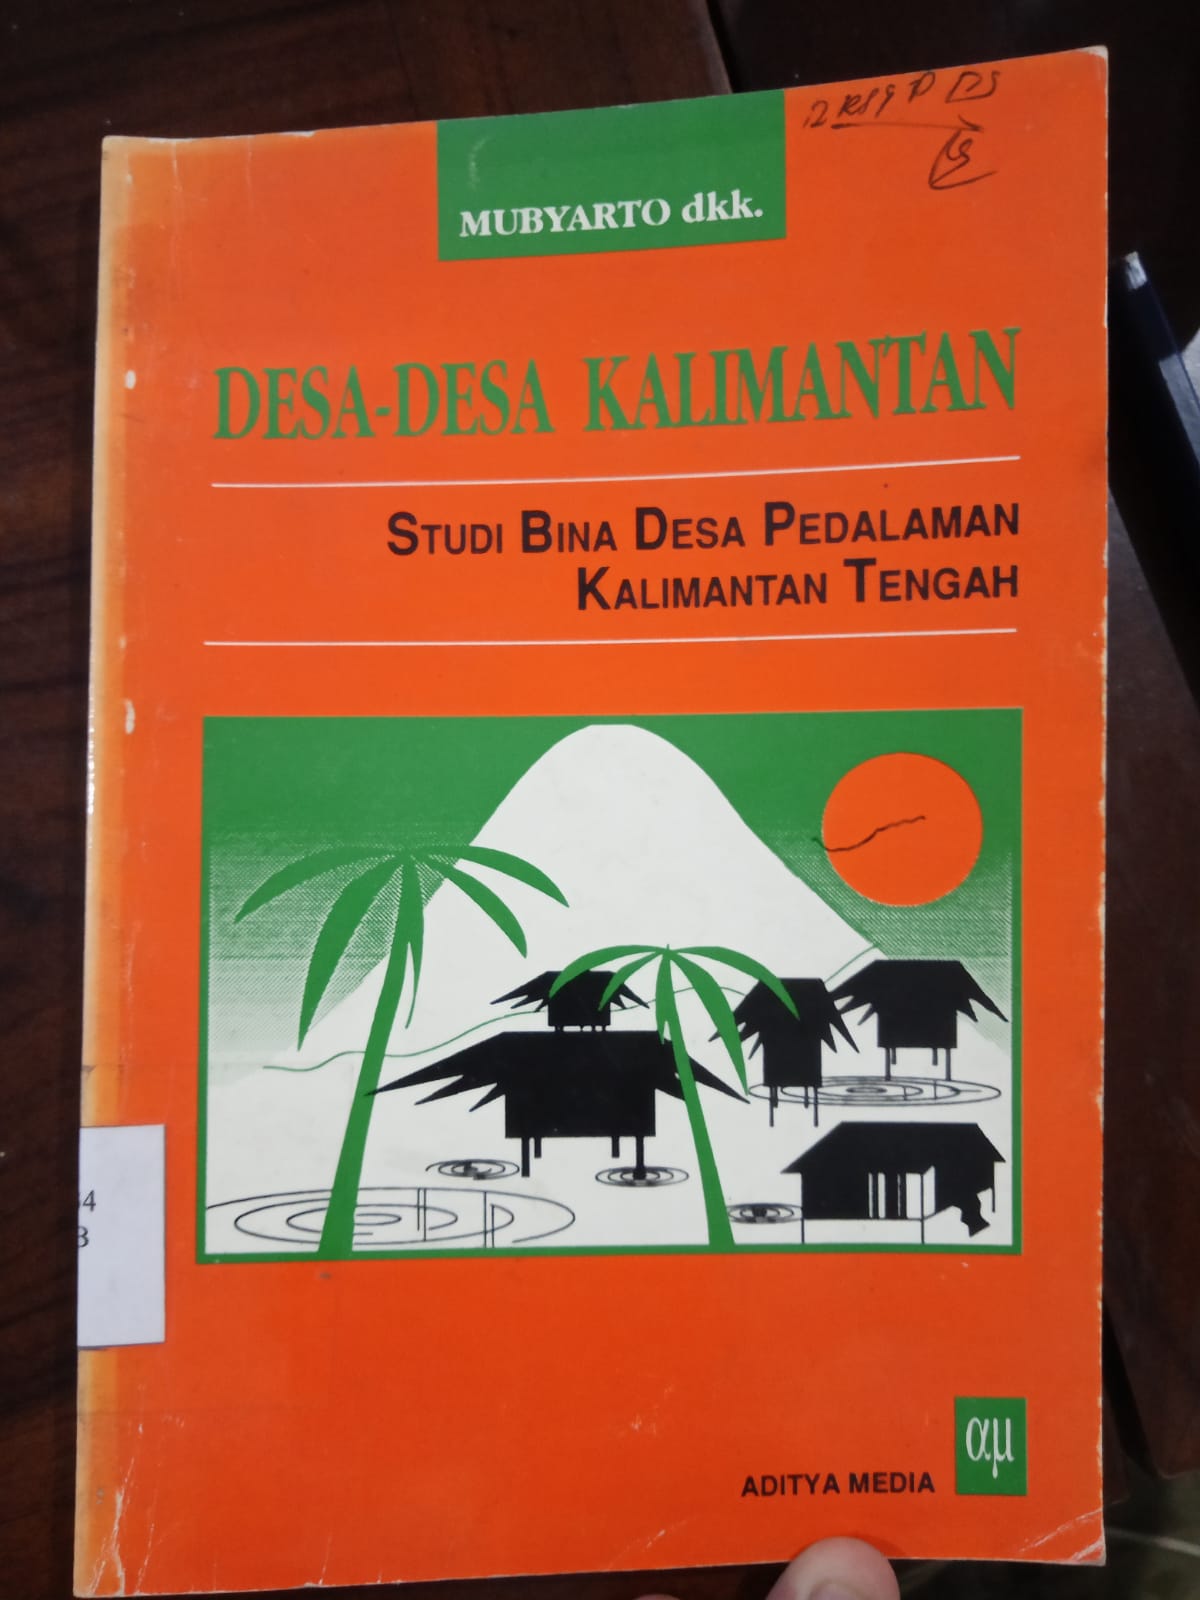 MUBYARTO dkk.
DESA-DESA KALIMANTAN
STUDI BINA DESA PEDALAMAN
KALIMANTAN TENGAH
αμ
ADITYA MEDIA